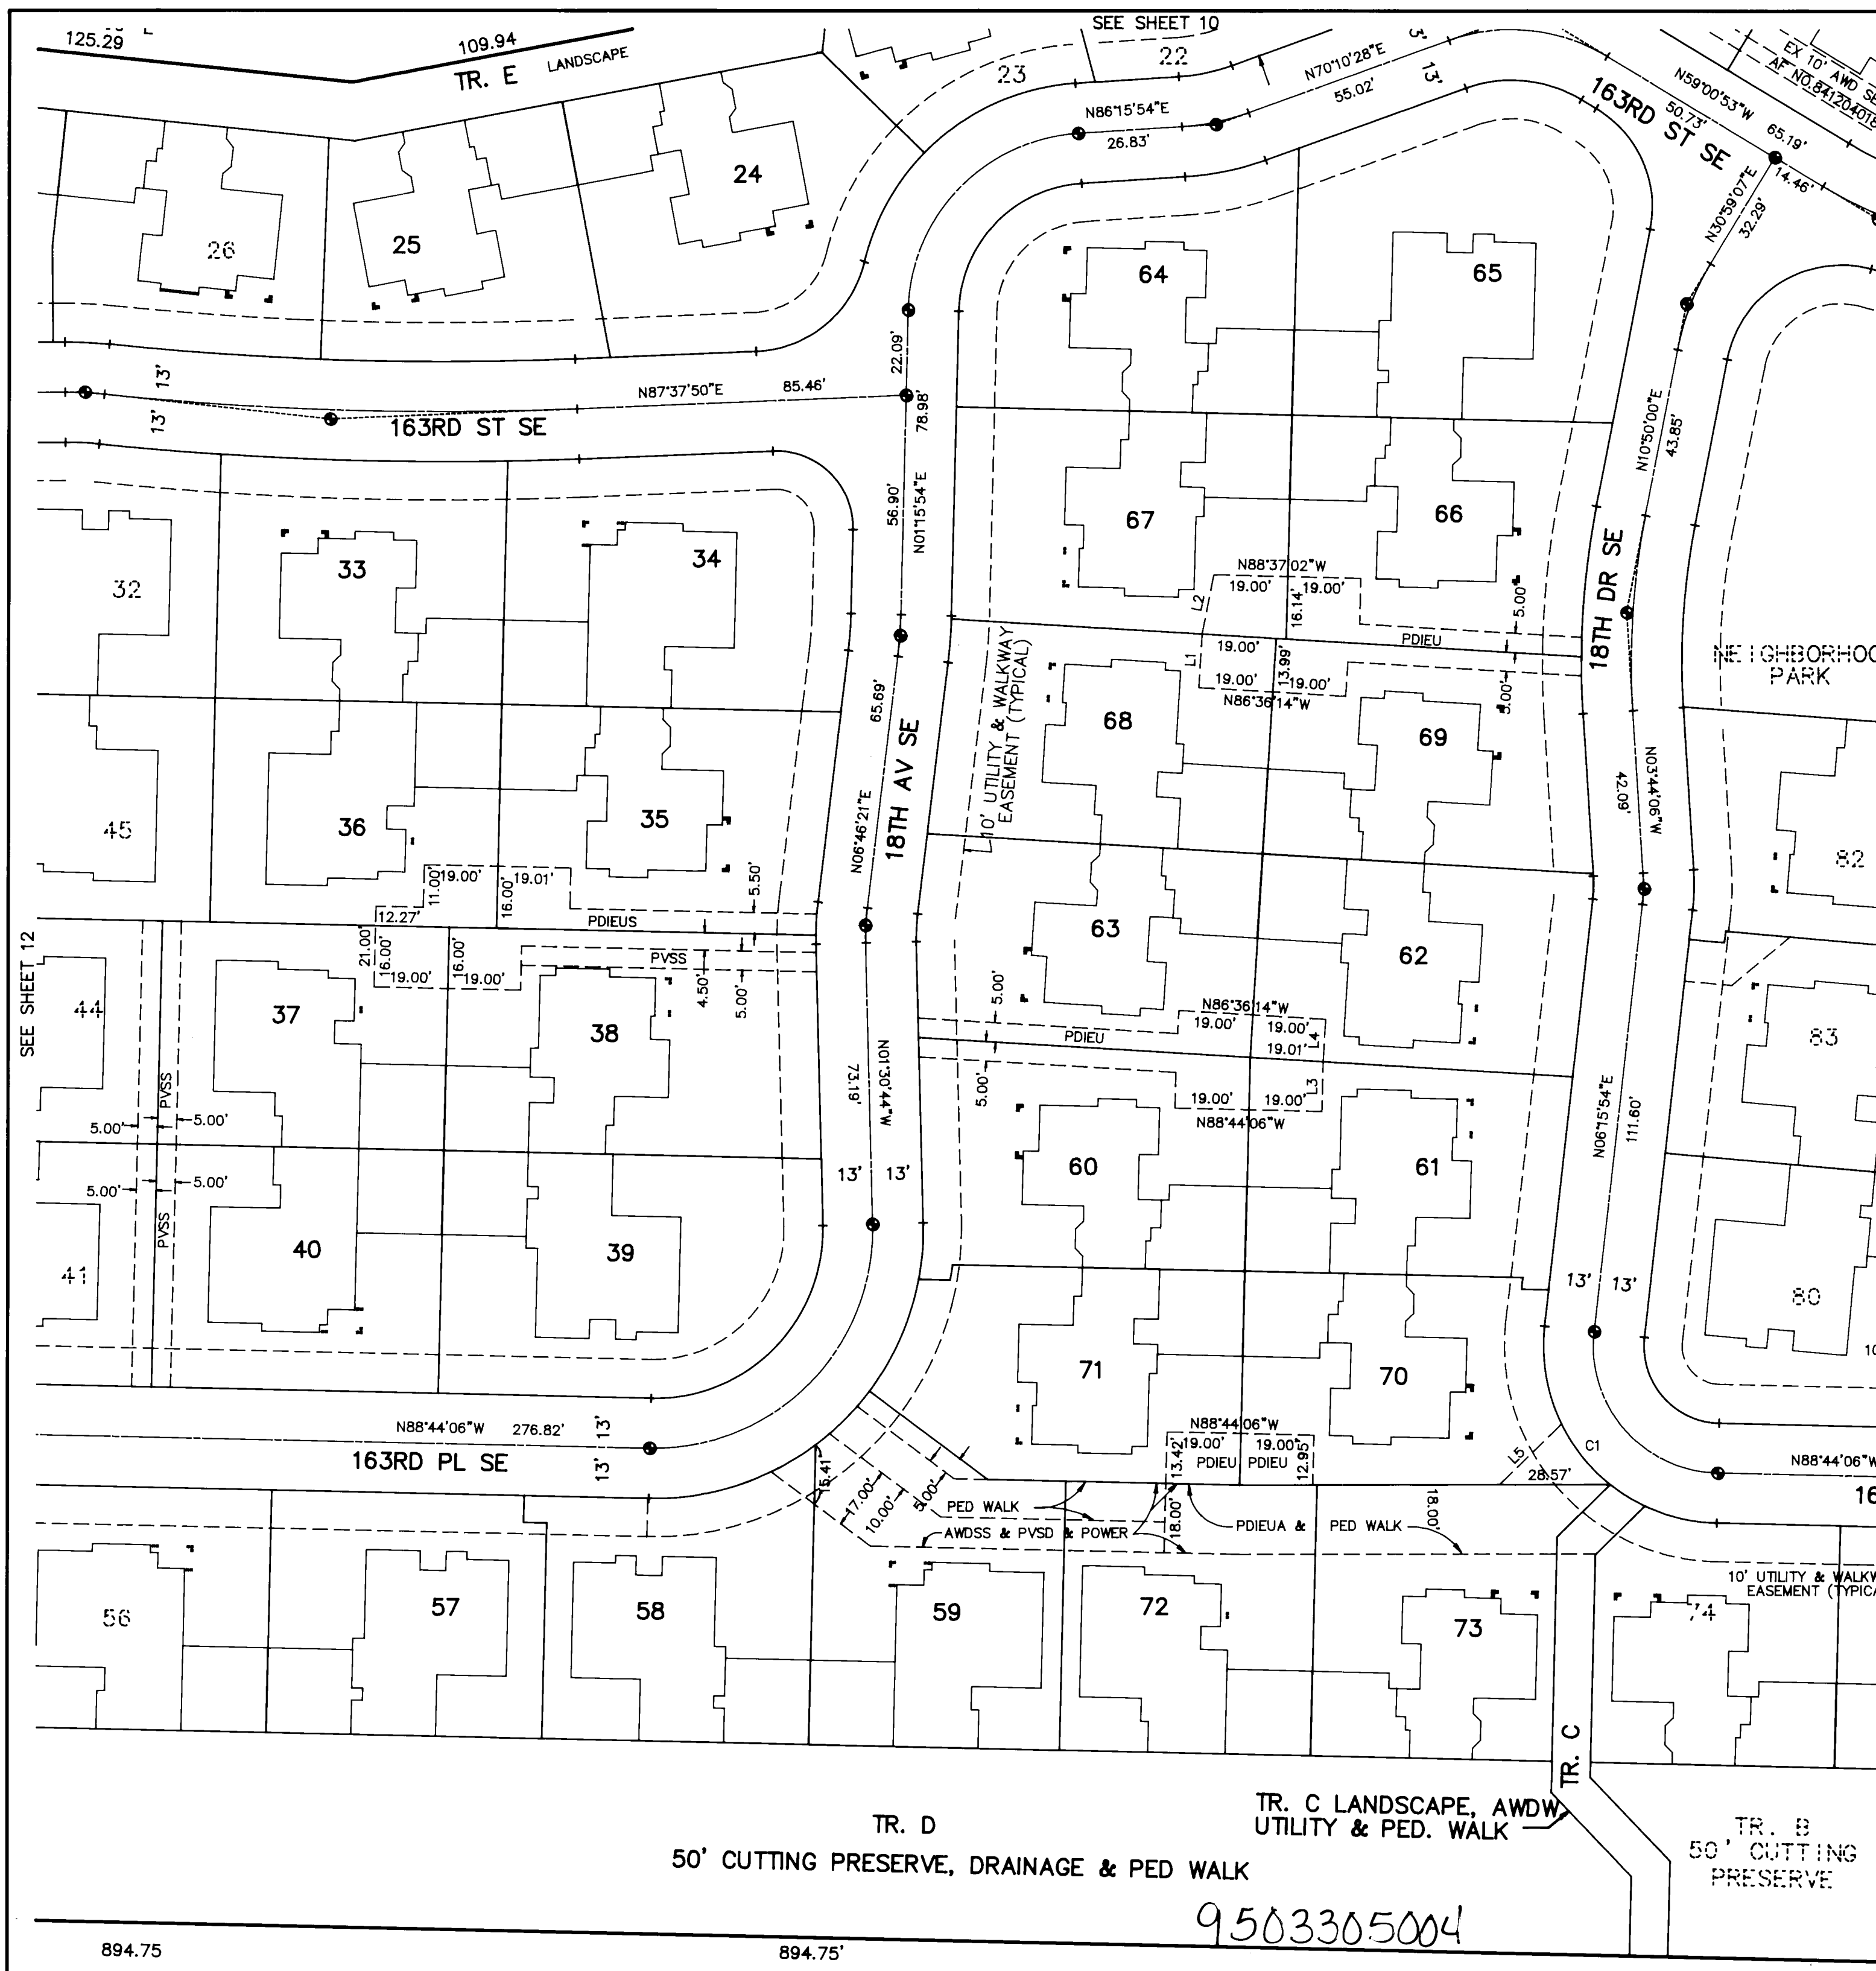 SEE SHEET 10
125.29
109.94
TR. E LANDSCAPE
22
23
N86°15'54"E
26.83'
N70°10'28"E
55.02'
3'
13'
163RD ST SE
N59°00'53"W
50.73'
65.19'
14.46'
EX 10' AWD
AF NO.
N30°59'07"E
32.29'
24
25
26
64
65
22.09'
78.98'
13'
13'
N87°37'50"E 85.46'
163RD ST SE
N10°50'00"E
43.85'
56.90'
N01°15'54"E
32
33
34
67
66
N88°37'02"W
19.00' 19.00'
L2
16.14'
5.00'
PDIEU
18TH DR SE
NEIGHBORHOO
PARK
L1
19.00'
13.99'
19.00' 19.00'
N86°36'14"W
5.00'
10' UTILITY & WALKWAY
EASEMENT (TYPICAL)
65.69'
N06°46'21"E
18TH AV SE
68
69
N03°44'06"W
42.09'
45
36
35
82
11.00'
19.00'
16.00'
19.01'
5.50'
12.27'
PDIEUS
SEE SHEET 12
21.00'
16.00'
16.00'
PVSS
19.00' 19.00'
4.50'
5.00'
63
62
44
37
38
83
5.00'
N86°36'14"W
19.00' 19.00'
PDIEU
19.01'
L4
L3
5.00'
19.00' 19.00'
N88°44'06"W
N01°30'44"W
73.19'
N06°15'54"E
111.60'
PVSS
5.00' 5.00'
5.00' 5.00'
PVSS
13' 13'
60
61
40
39
41
13' 13'
80
71
70
N88°44'06"W 276.82'
13'
13'
163RD PL SE
N88°44'06"W
19.00' 19.00'
13.42'
PDIEU PDIEU
12.95
L5
C1
28.57'
N88°44'06"W
16
15.41'
17.00'
10.00'
5.00'
PED WALK
18.00'
AWDSS & PVSD & POWER
PDIEUA & PED WALK
18.00'
10' UTILITY & WALKW
EASEMENT (TYPICA
56
57
58
59
72
73
74
TR. C
TR. D
50' CUTTING PRESERVE, DRAINAGE & PED WALK
TR. C LANDSCAPE, AWDW
UTILITY & PED. WALK
TR. B
50' CUTTING
PRESERVE
9503305004
894.75
894.75'